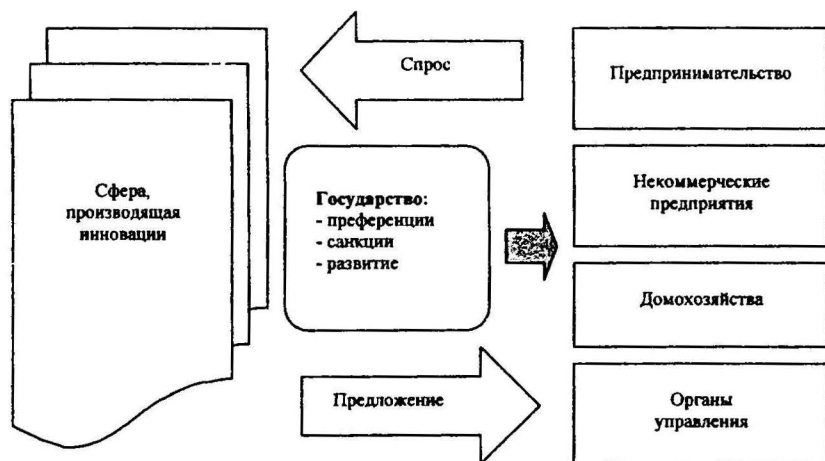 Спрос
Предпринимательство
Сфера,
производящая
инновации
Государство:
- преференции
- санкции
- развитие
Некоммерческие
предприятия
Домохозяйства
Предложение
Органы
управления